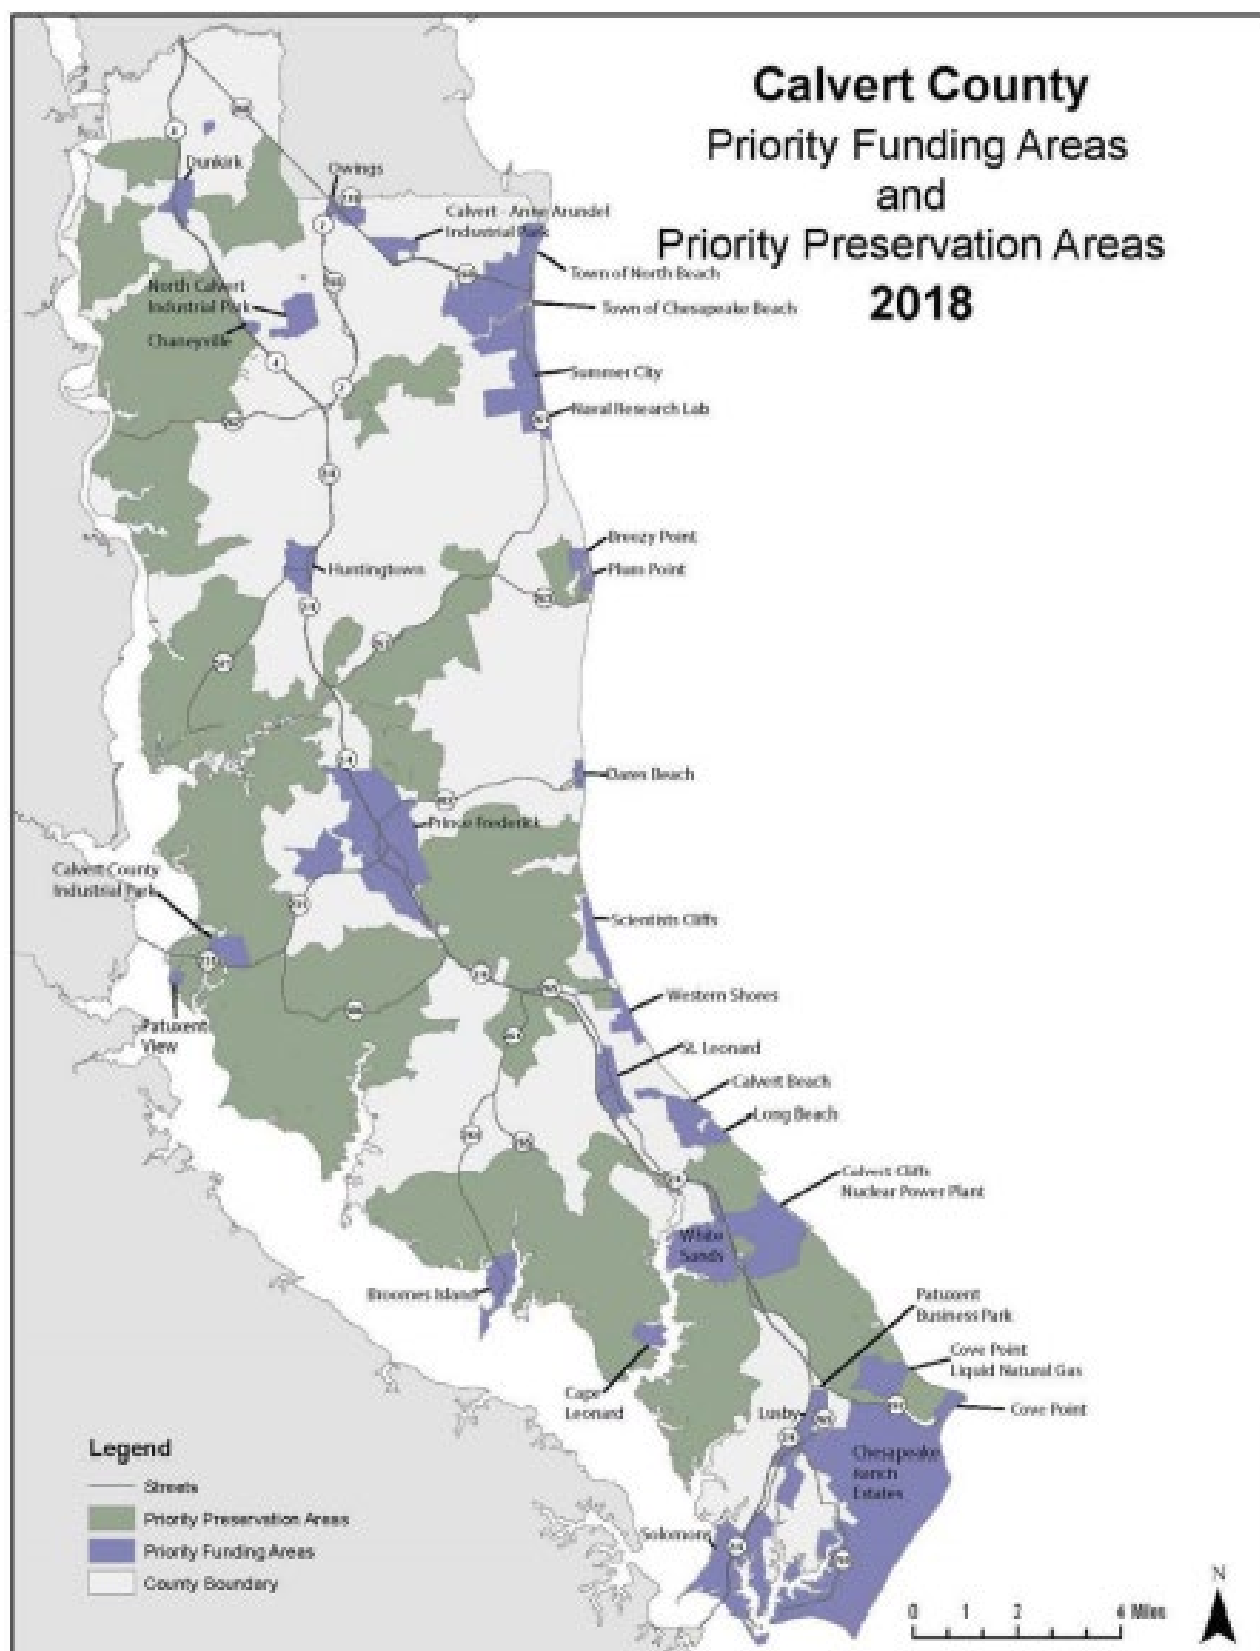 Calvert County
Priority Funding Areas
and
Priority Preservation Areas
2018
Dunkirk
Owings
Calvert - Anne Arundel
Industrial Park
Town of North Beach
North Calvert
Industrial Park
Town of Chesapeake Beach
Chaneyville
Summer City
Naval Research Lab
Breezy Point
Huntingtown
Plum Point
Dares Beach
Prince Frederick
Calvert County
Industrial Park
Scientists Cliffs
Western Shores
Patuxent
View
St. Leonard
Calvert Beach
Long Beach
Calvert Cliffs
Nuclear Power Plant
White
Sands
Broomes Island
Patuxent
Business Park
Cove Point
Liquid Natural Gas
Cape
Leonard
Lusby
Cove Point
Chesapeake
Ranch
Estates
Solomons
Legend
Streets
Priority Preservation Areas
Priority Funding Areas
County Boundary
N
0 1 2 4 Miles